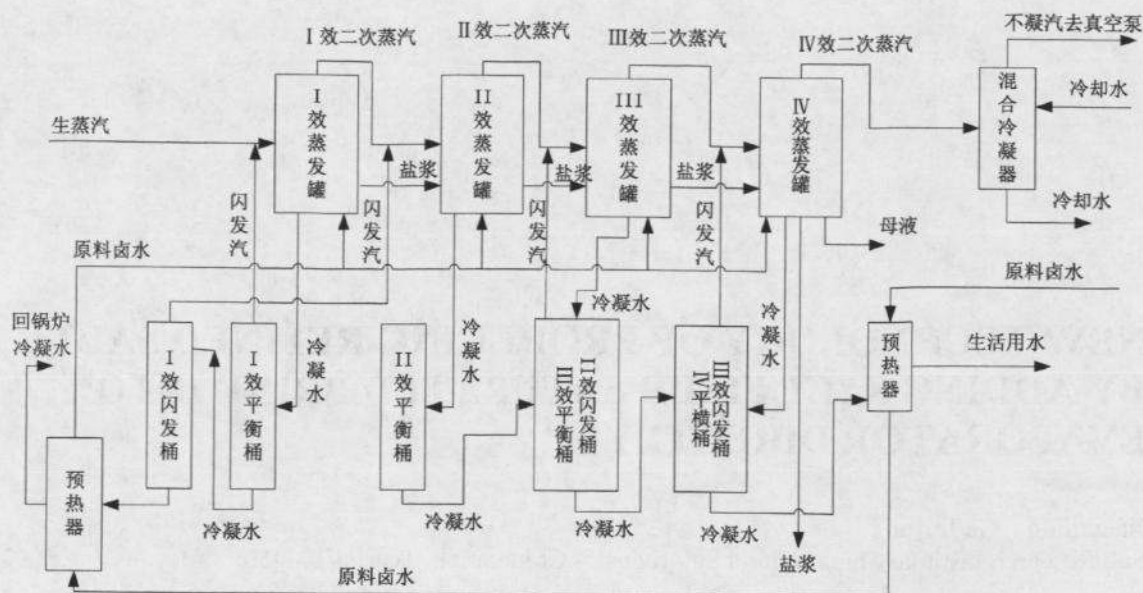 Ⅰ效二次蒸汽
Ⅱ效二次蒸汽
Ⅲ效二次蒸汽
Ⅳ效二次蒸汽
不凝汽去真空泵
生蒸汽
Ⅰ效蒸发罐
Ⅱ效蒸发罐
Ⅲ效蒸发罐
Ⅳ效蒸发罐
混合冷凝器
冷却水
冷却水
盐浆
盐浆
盐浆
闪发汽
闪发汽
闪发汽
闪发汽
母液
原料卤水
原料卤水
回锅炉
冷凝水
Ⅰ效闪发桶
Ⅰ效平衡桶
冷凝水
Ⅱ效平衡桶
冷凝水
冷凝水
Ⅱ效闪发桶
Ⅲ效平衡桶
Ⅲ效闪发桶
Ⅳ平横桶
冷凝水
预热器
生活用水
预热器
冷凝水
冷凝水
冷凝水
冷凝水
盐浆
原料卤水